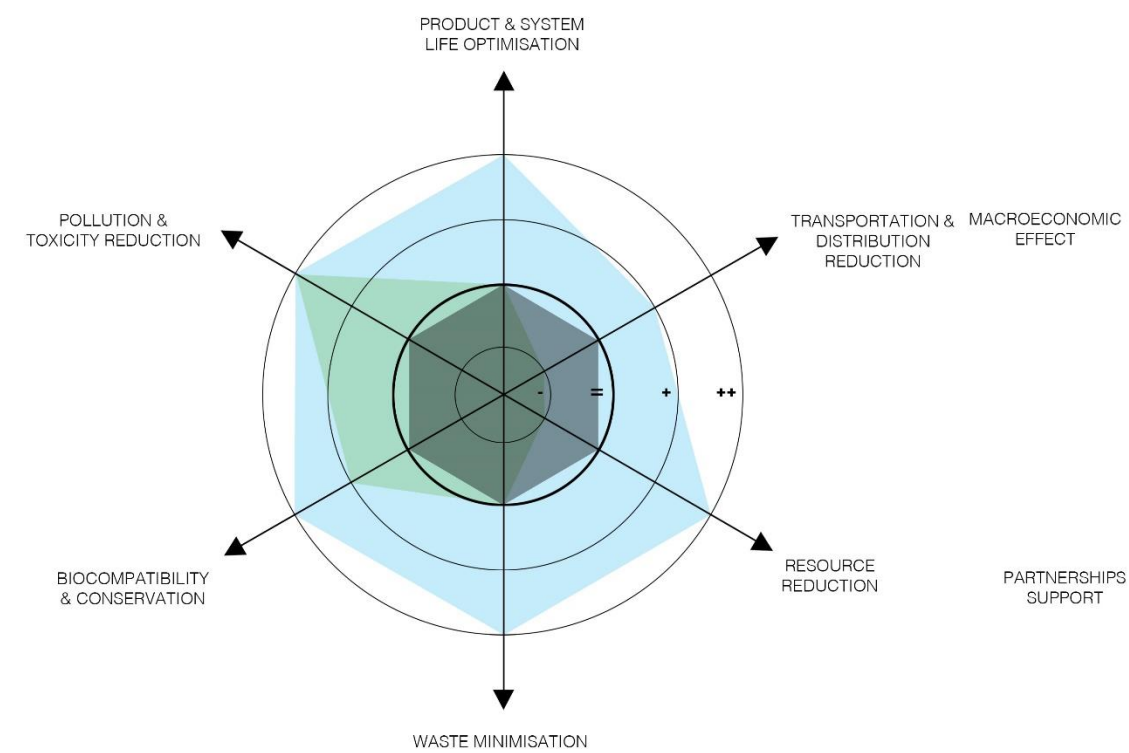 PRODUCT & SYSTEM
LIFE OPTIMISATION
POLLUTION &
TOXICITY REDUCTION
TRANSPORTATION &
DISTRIBUTION
REDUCTION
MACROECONOMIC
EFFECT
-
=
+
++
BIOCOMPATIBILITY
& CONSERVATION
RESOURCE
REDUCTION
PARTNERSHIPS
SUPPORT
WASTE MINIMISATION